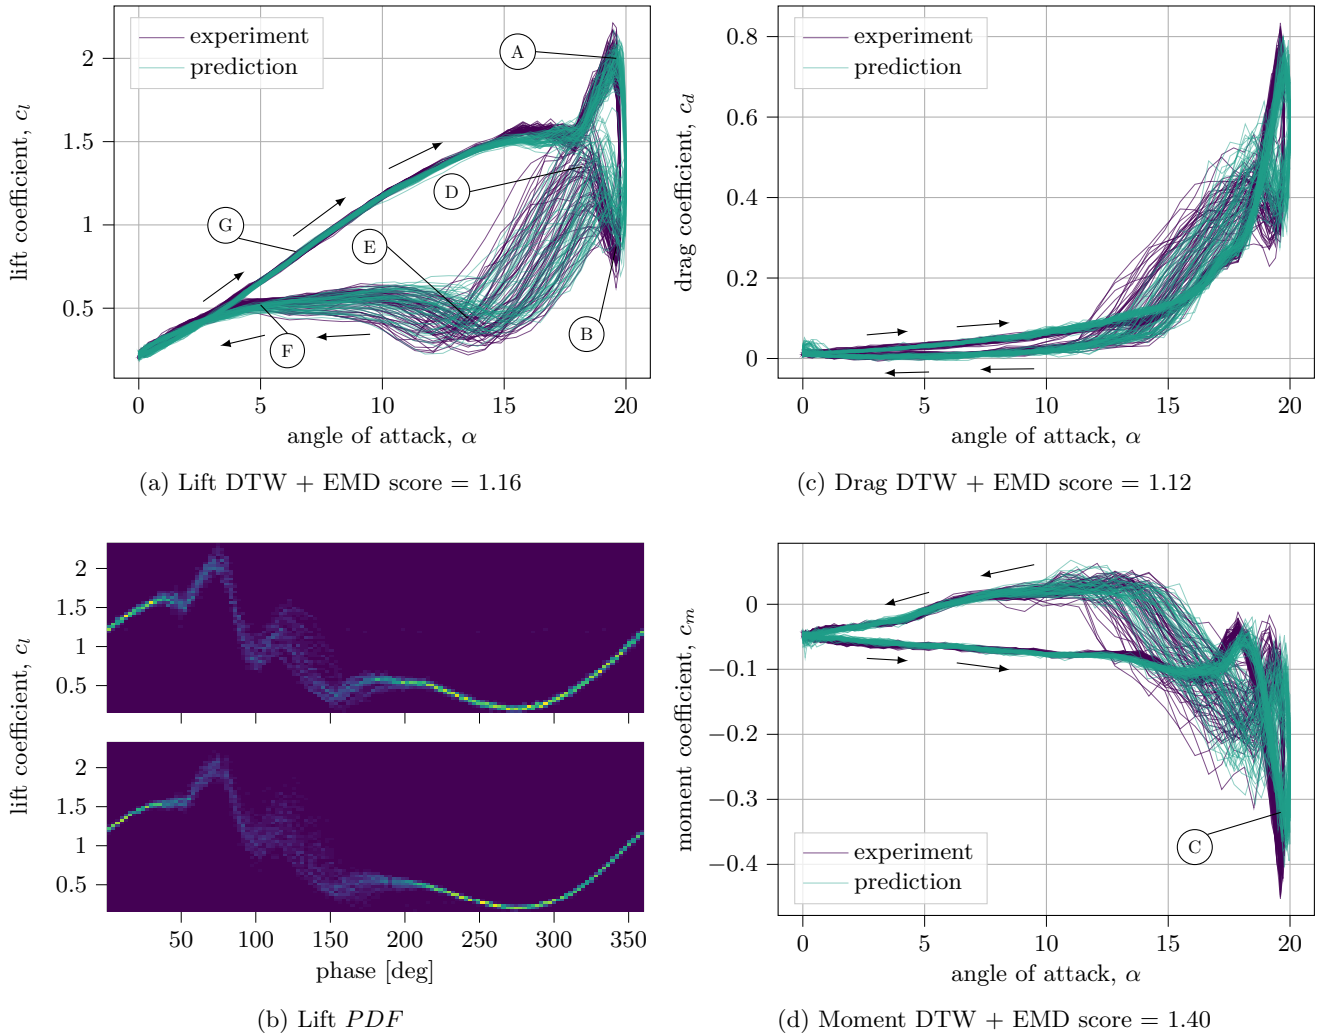 experiment
prediction
A
D
G
E
B
F
2
1.5
1
0.5
lift coefficient, c_l
0 5 10 15 20
angle of attack, α
(a) Lift DTW + EMD score = 1.16
experiment
prediction
0.8
0.6
0.4
0.2
0
drag coefficient, c_d
0 5 10 15 20
angle of attack, α
(c) Drag DTW + EMD score = 1.12
2
1.5
1
0.5
lift coefficient, c_l
50 100 150 200 250 300 350
2
1.5
1
0.5
phase [deg]
(b) Lift PDF
0
−0.1
−0.2
−0.3
−0.4
moment coefficient, c_m
C
experiment
prediction
0 5 10 15 20
angle of attack, α
(d) Moment DTW + EMD score = 1.40